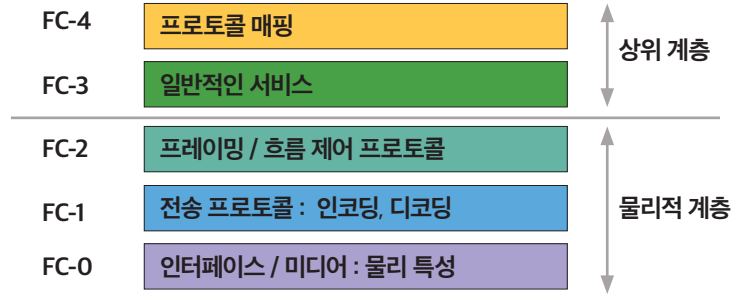 FC-4 프로토콜 매핑
FC-3 일반적인 서비스
상위 계층
FC-2 프레이밍 / 흐름 제어 프로토콜
FC-1 전송 프로토콜 : 인코딩, 디코딩
물리적 계층
FC-0 인터페이스 / 미디어 : 물리 특성